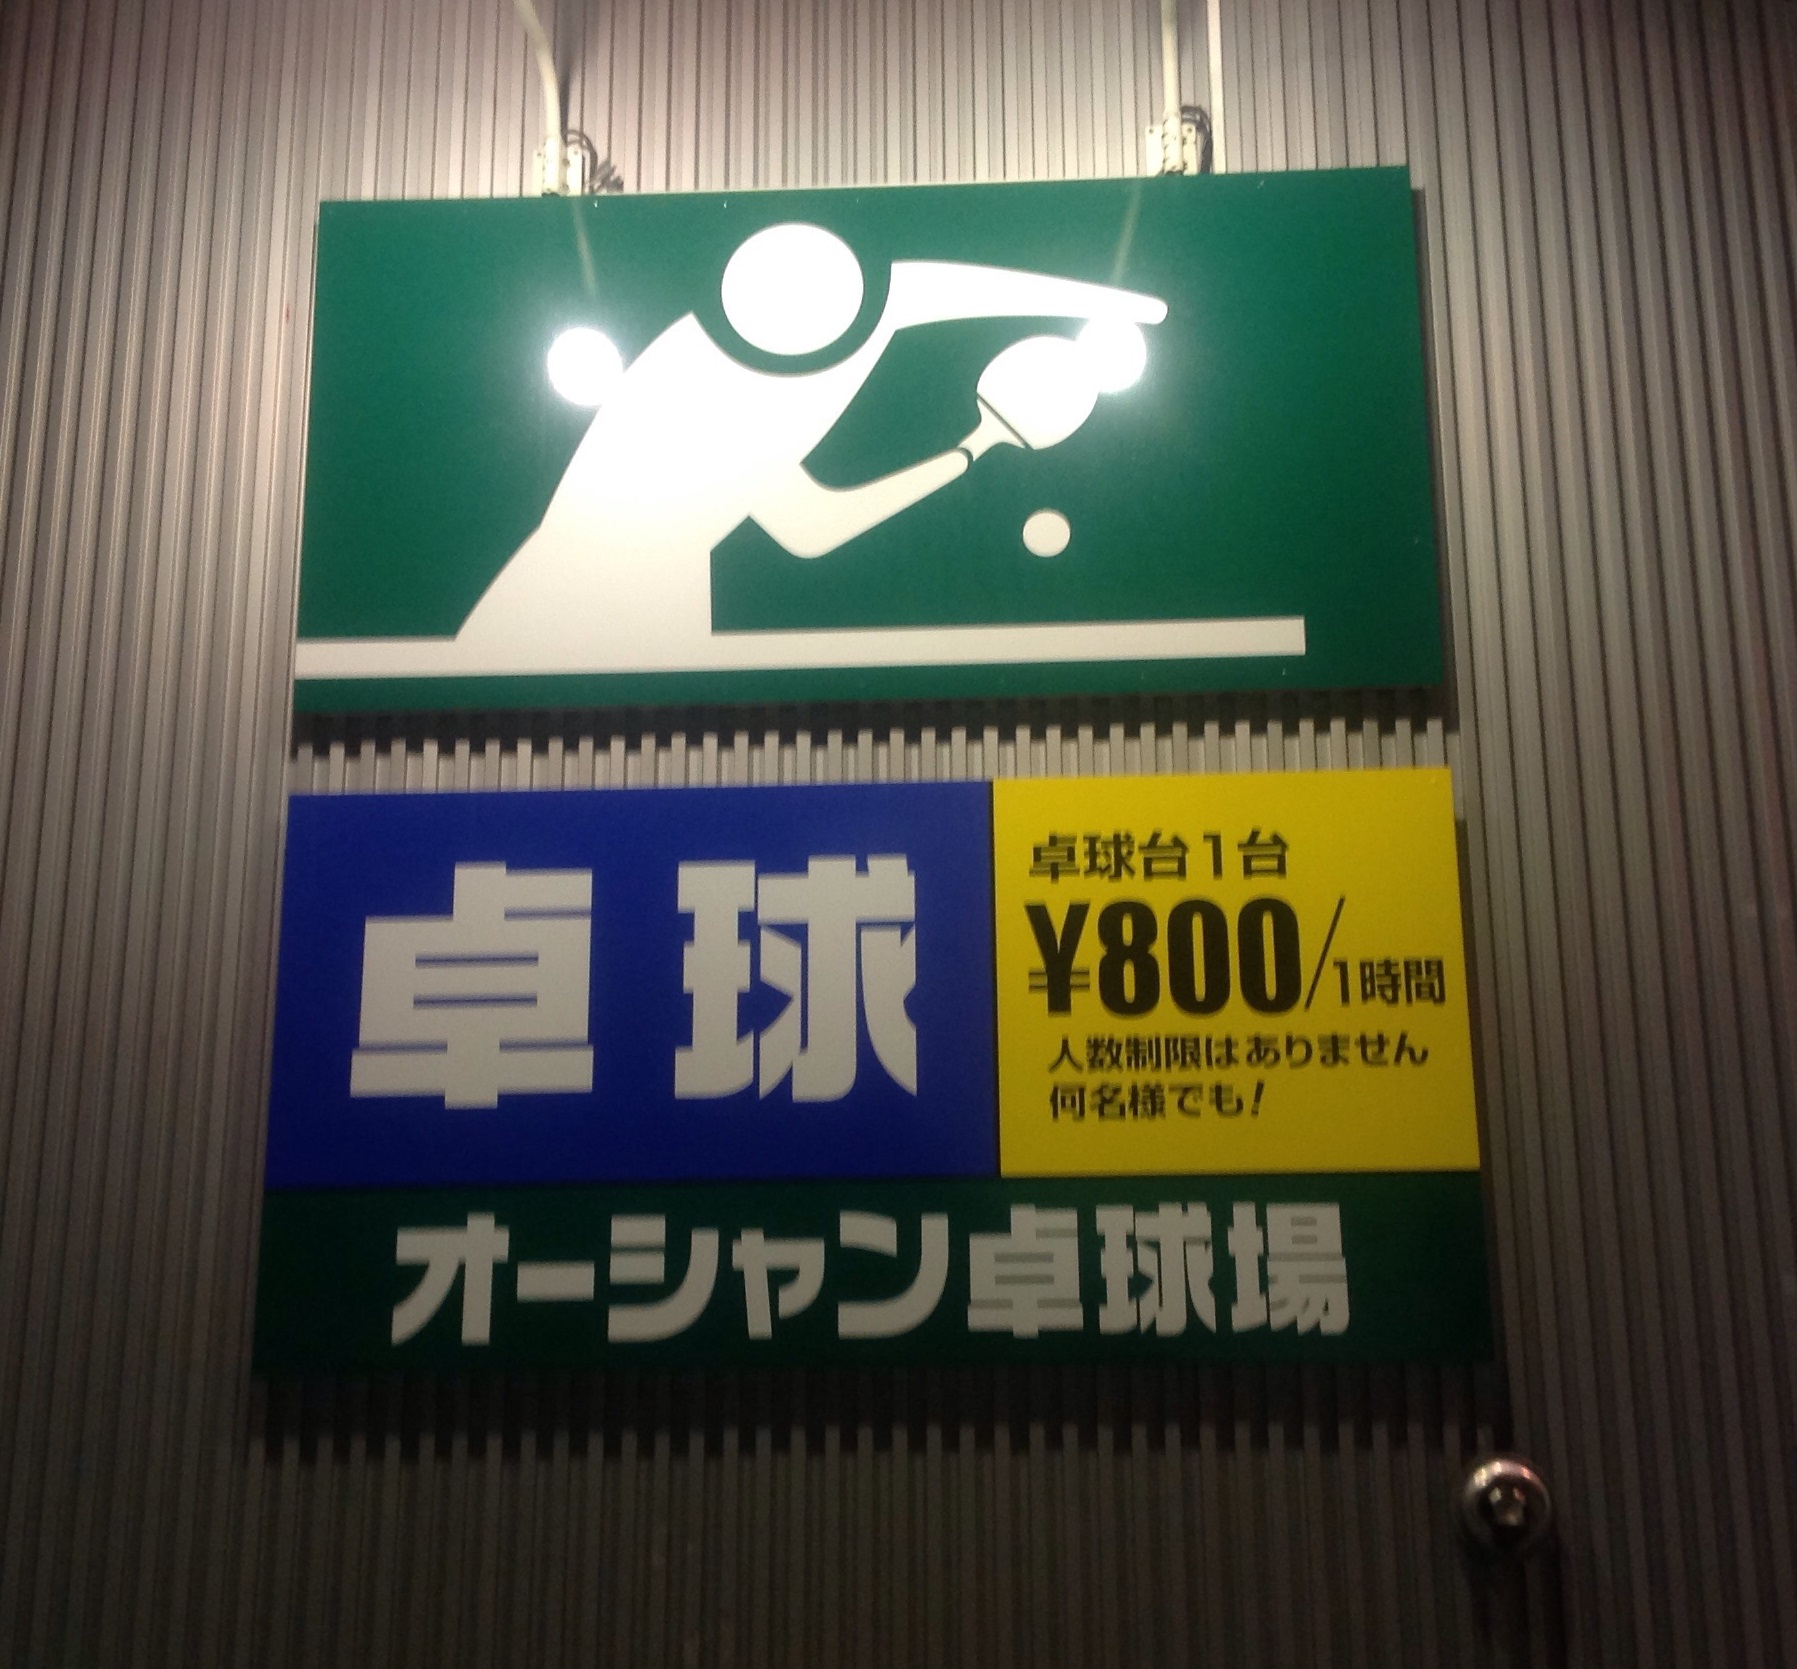 卓球
卓球台1台
¥800/1時間
人数制限はありません
何名様でも!
オーシャン卓球場